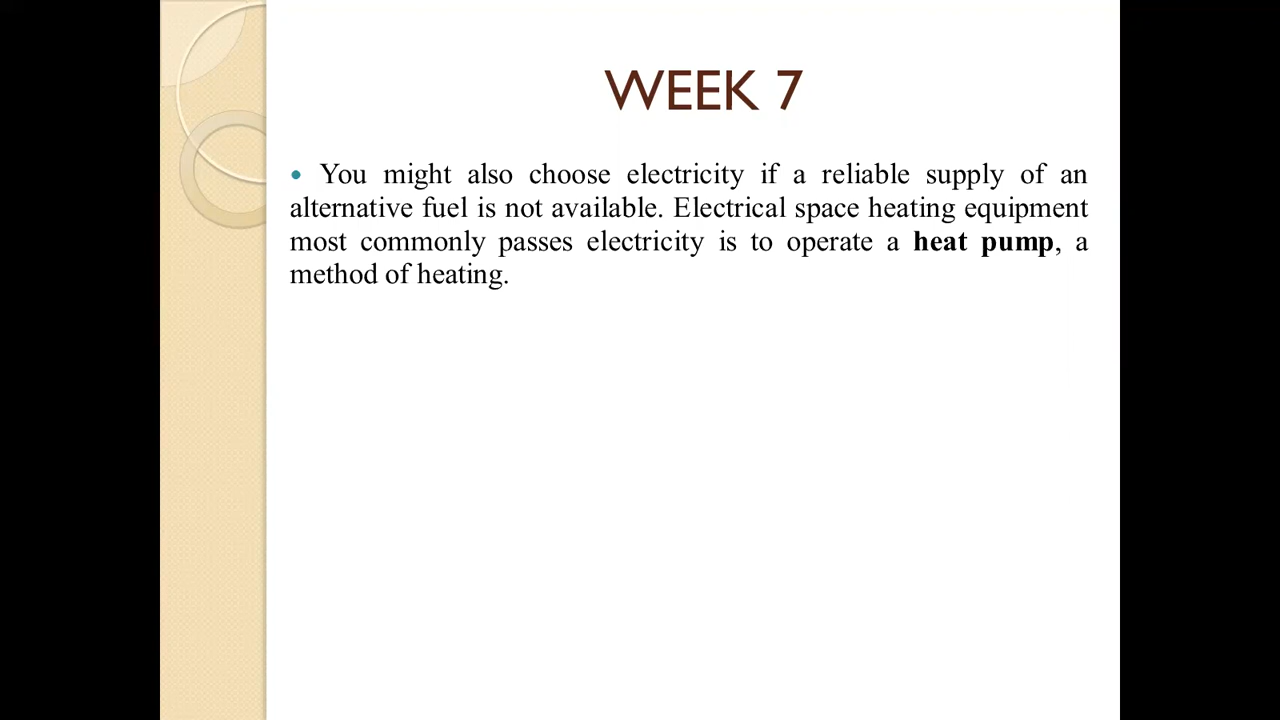 WEEK 7
• You might also choose electricity if a reliable supply of an
alternative fuel is not available. Electrical space heating equipment
most commonly passes electricity is to operate a heat pump, a
method of heating.